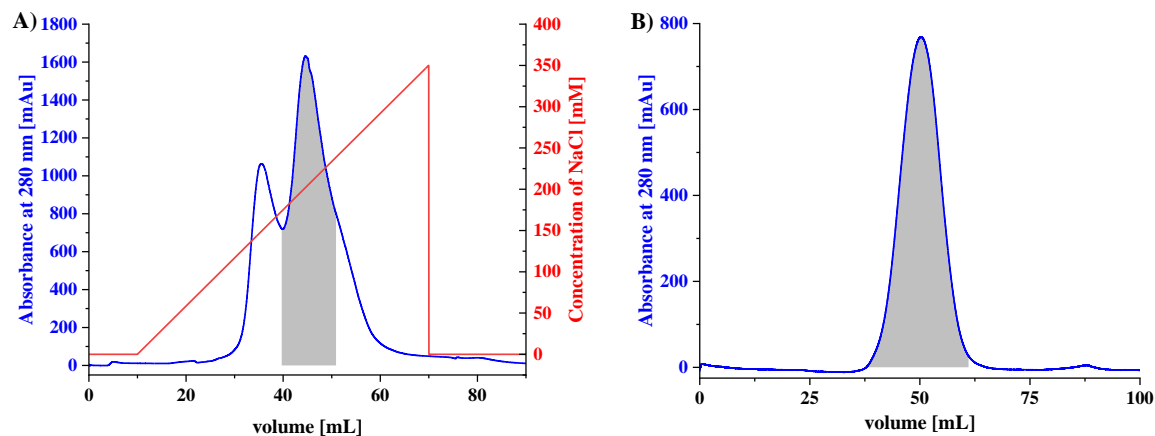 A)
Absorbance at 280 nm [mAu]
1800
1600
1400
1200
1000
800
600
400
200
0
0 20 40 60 80
volume [mL]
400
350
300
250
200
150
100
50
0
Concentration of NaCl [mM]
B)
Absorbance at 280 nm [mAu]
800
600
400
200
0
0 25 50 75 100
volume [mL]